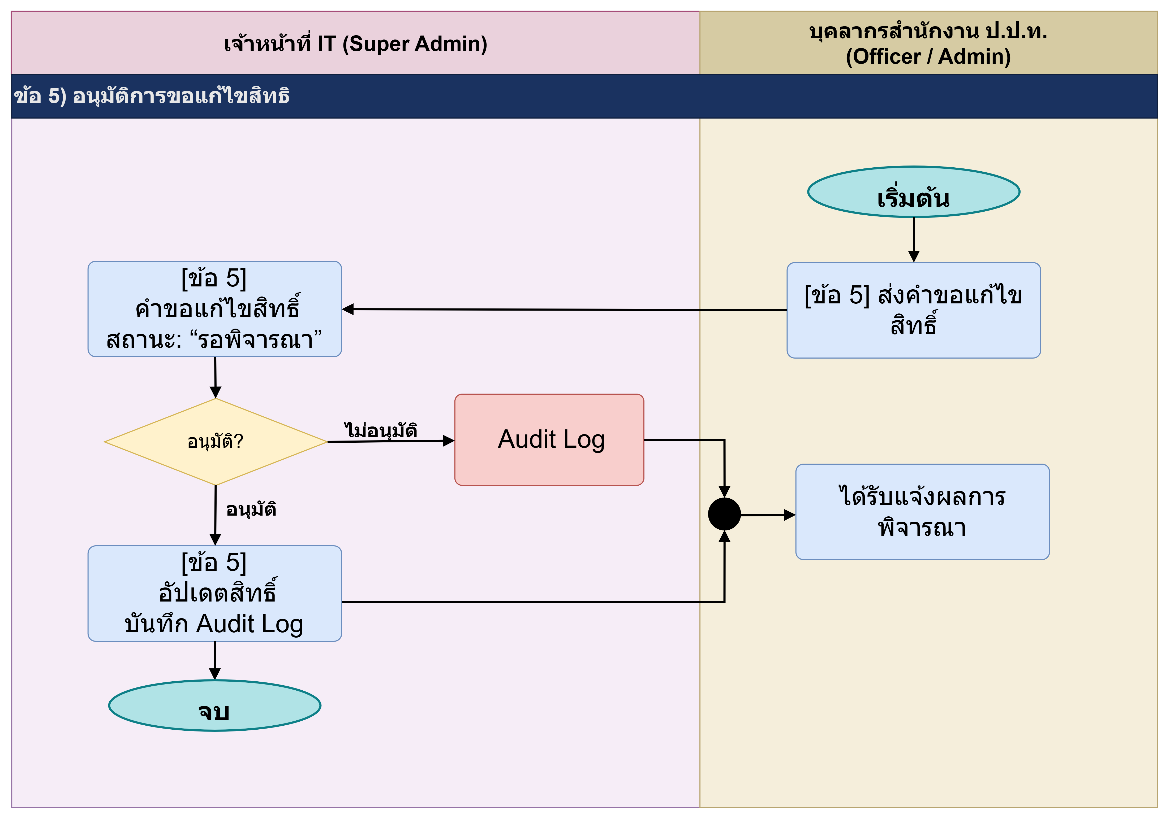 เจ้าหน้าที่ IT (Super Admin)
บุคลากรสำนักงาน ป.ป.ท.
(Officer / Admin)
ข้อ 5) อนุมัติการขอแก้ไขสิทธิ
เริ่มต้น
[ข้อ 5] ส่งคำขอแก้ไข
สิทธิ์
[ข้อ 5]
คำขอแก้ไขสิทธิ์
สถานะ: “รอพิจารณา”
อนุมัติ?
ไม่อนุมัติ
Audit Log
อนุมัติ
ได้รับแจ้งผลการ
พิจารณา
[ข้อ 5]
อัปเดตสิทธิ์
บันทึก Audit Log
จบ